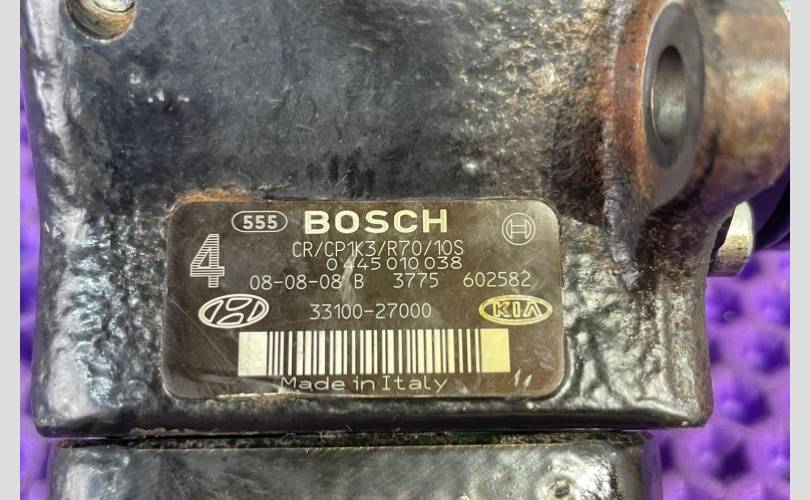 555 BOSCH
4
CR/CP1K3/R70/10S
0 445 010 038
08-08-08 B 3775 602582
33100-27000 KIA
Made in Italy